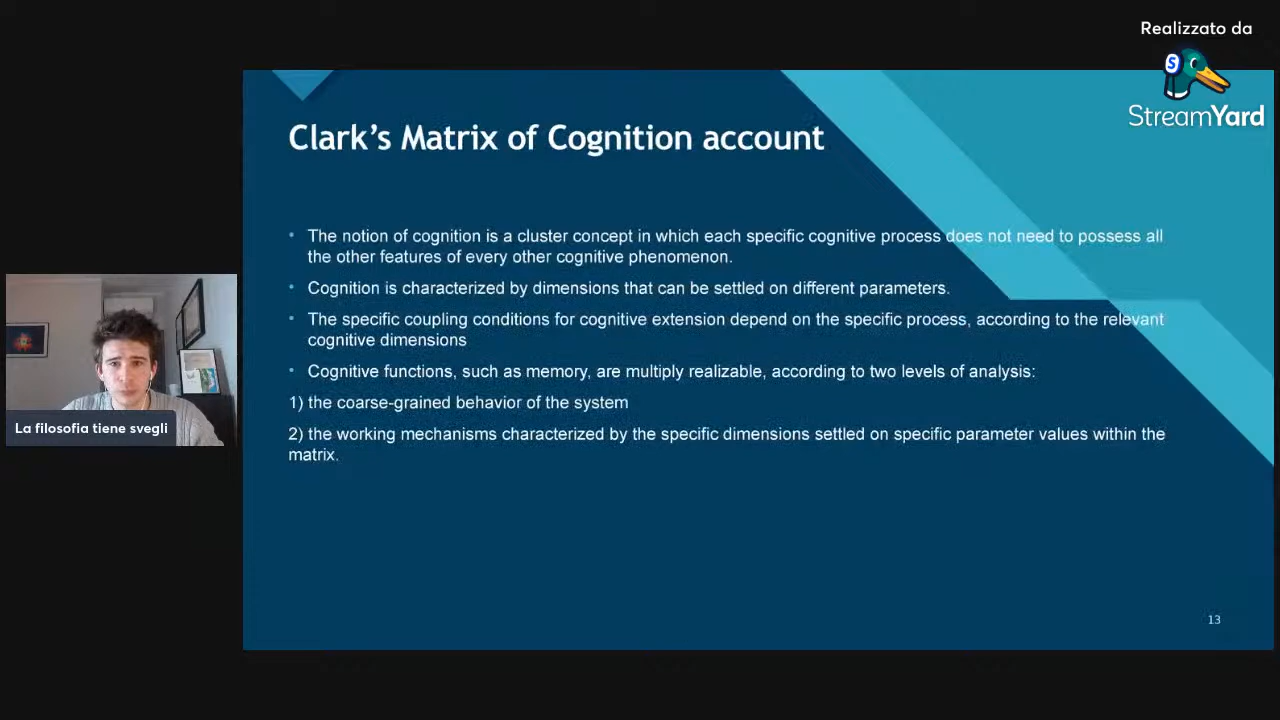 Realizzato da
StreamYard
Clark's Matrix of Cognition account
• The notion of cognition is a cluster concept in which each specific cognitive process does not need to possess all
the other features of every other cognitive phenomenon.
• Cognition is characterized by dimensions that can be settled on different parameters.
• The specific coupling conditions for cognitive extension depend on the specific process, according to the relevant
cognitive dimensions
• Cognitive functions, such as memory, are multiply realizable, according to two levels of analysis:
1) the coarse-grained behavior of the system
2) the working mechanisms characterized by the specific dimensions settled on specific parameter values within the
matrix.
La filosofia tiene svegli
13